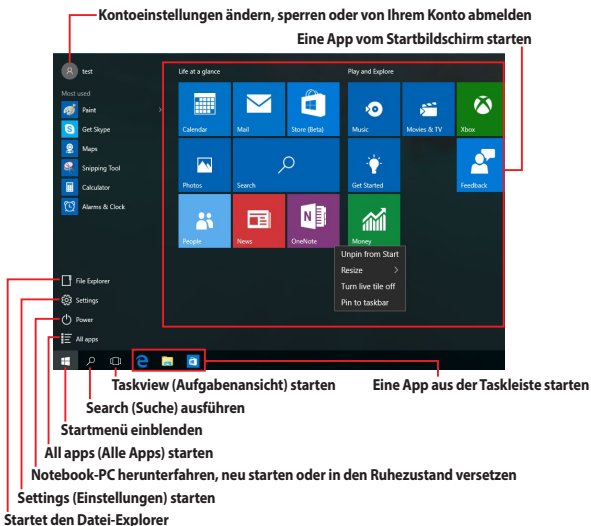 Kontoeinstellungen ändern, sperren oder von Ihrem Konto abmelden
Eine App vom Startbildschirm starten
test
Life at a glance
Play and Explore
Most used
Paint
Get Skype
Maps
Snipping Tool
Calculator
Alarms & Clock
Calendar
Mail
Store (Beta)
Music
Movies & TV
Xbox
Photos
Search
Get Started
Feedback
People
News
N
OneNote
Money
Unpin from Start
Resize
Turn live tile off
Pin to taskbar
File Explorer
Settings
Power
All apps
Taskview (Aufgabenansicht) starten
Eine App aus der Taskleiste starten
Search (Suche) ausführen
Startmenü einblenden
All apps (Alle Apps) starten
Notebook-PC herunterfahren, neu starten oder in den Ruhezustand versetzen
Settings (Einstellungen) starten
Startet den Datei-Explorer